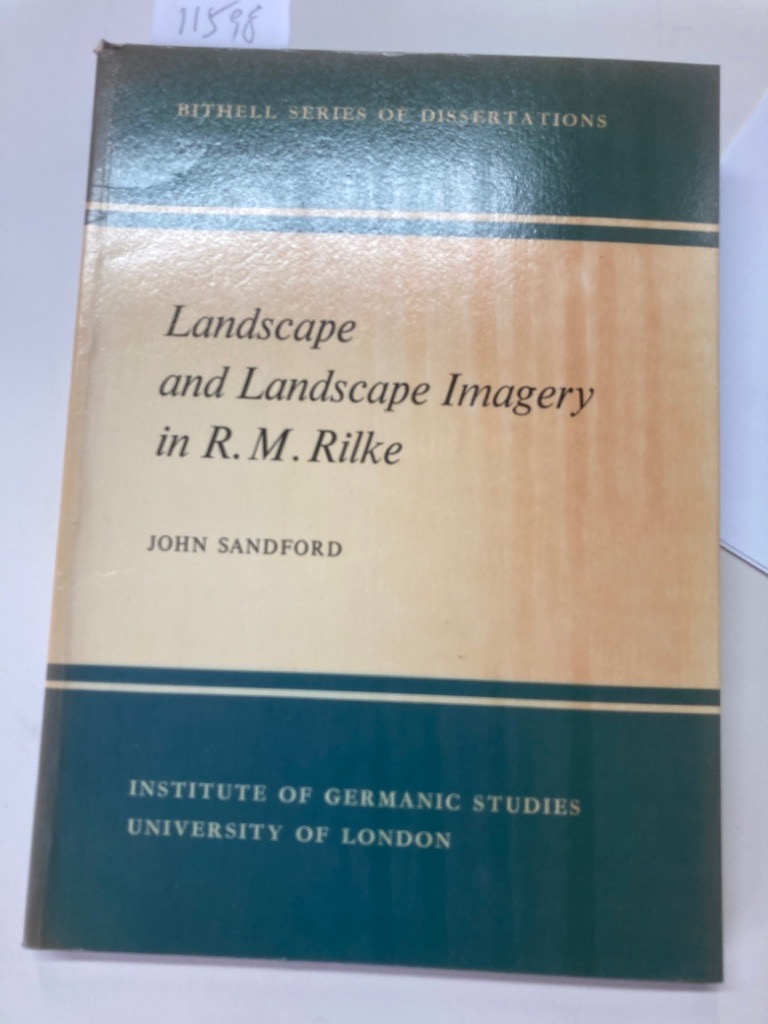 11598
BITHELL SERIES OF DISSERTATIONS
Landscape
and Landscape Imagery
in R. M. Rilke
JOHN SANDFORD
INSTITUTE OF GERMANIC STUDIES
UNIVERSITY OF LONDON